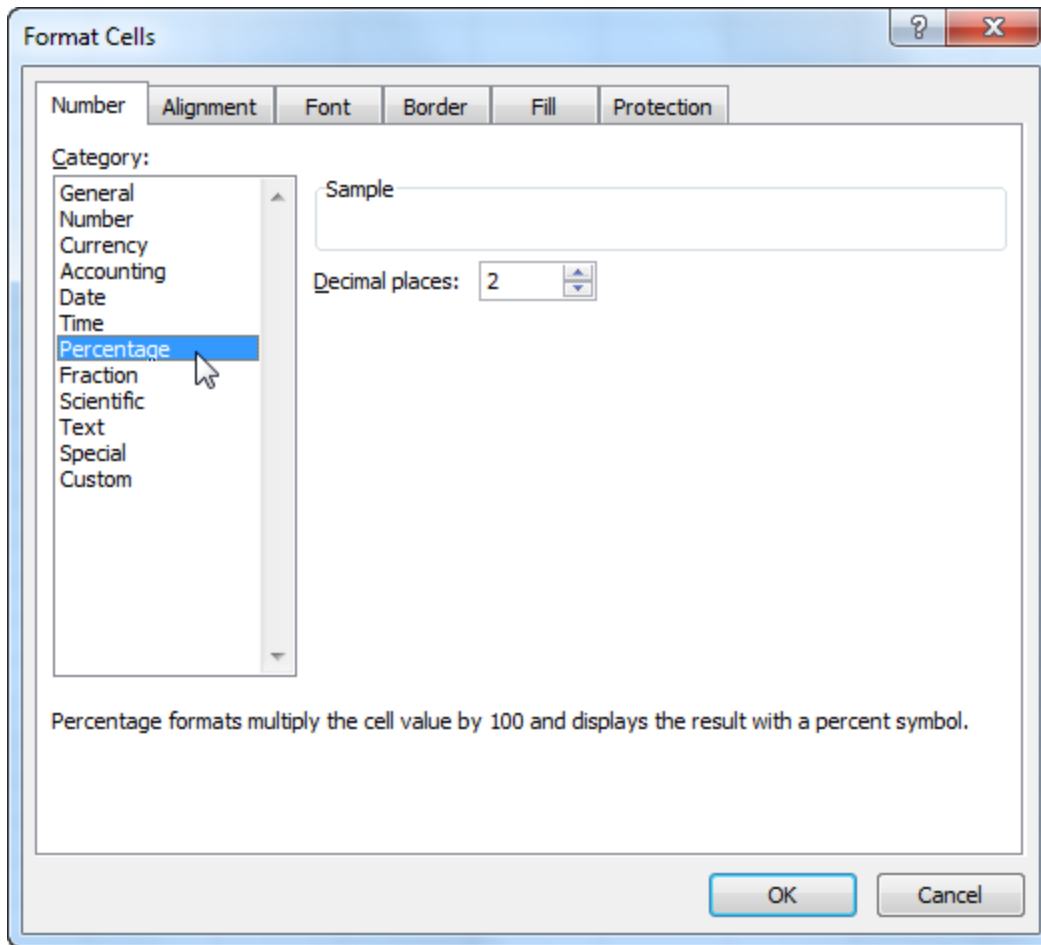 Format Cells
Number Alignment Font Border Fill Protection
Category:
General
Number
Currency
Accounting
Date
Time
Percentage
Fraction
Scientific
Text
Special
Custom
Sample
Decimal places: 2
Percentage formats multiply the cell value by 100 and displays the result with a percent symbol.
OK Cancel